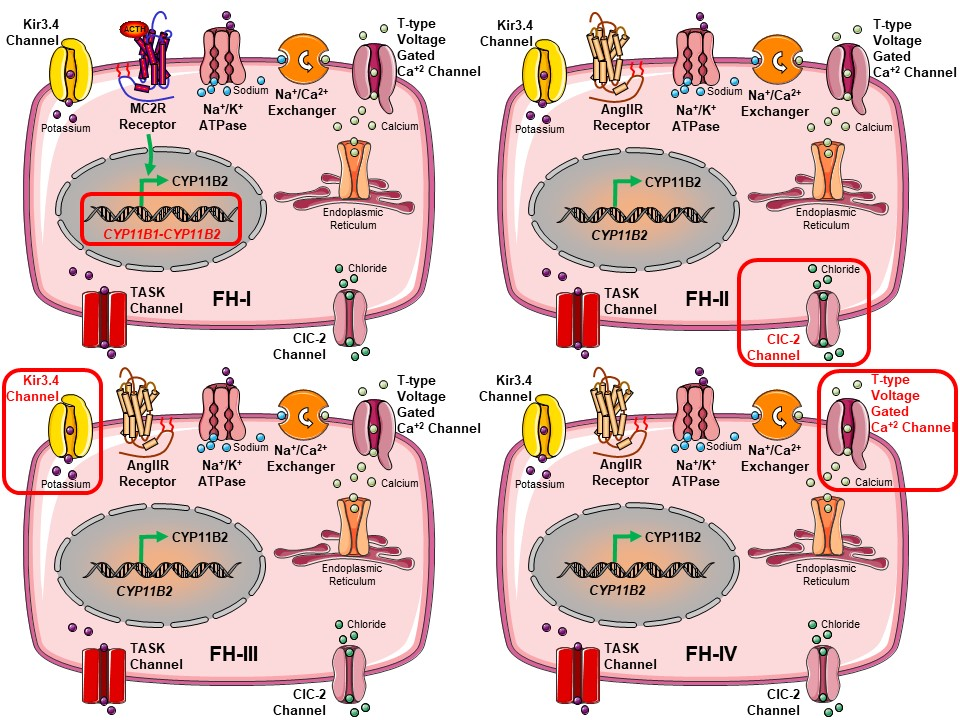 Kir3.4
Channel
ACTH
T-type
Voltage
Gated
Ca⁺² Channel
Potassium
MC2R
Receptor
Sodium
Na⁺/K⁺
ATPase
Na⁺/Ca²⁺
Exchanger
Calcium
CYP11B2
CYP11B1-CYP11B2
Endoplasmic
Reticulum
TASK
Channel
FH-I
Chloride
ClC-2
Channel
Kir3.4
Channel
T-type
Voltage
Gated
Ca⁺² Channel
Potassium
AngIIR
Receptor
Sodium
Na⁺/K⁺
ATPase
Na⁺/Ca²⁺
Exchanger
Calcium
CYP11B2
CYP11B2
Endoplasmic
Reticulum
TASK
Channel
FH-II
Chloride
ClC-2
Channel
Kir3.4
Channel
T-type
Voltage
Gated
Ca⁺² Channel
Potassium
AngIIR
Receptor
Sodium
Na⁺/K⁺
ATPase
Na⁺/Ca²⁺
Exchanger
Calcium
CYP11B2
CYP11B2
Endoplasmic
Reticulum
TASK
Channel
FH-III
Chloride
ClC-2
Channel
Kir3.4
Channel
T-type
Voltage
Gated
Ca⁺² Channel
Potassium
AngIIR
Receptor
Sodium
Na⁺/K⁺
ATPase
Na⁺/Ca²⁺
Exchanger
Calcium
CYP11B2
CYP11B2
Endoplasmic
Reticulum
TASK
Channel
FH-IV
Chloride
ClC-2
Channel